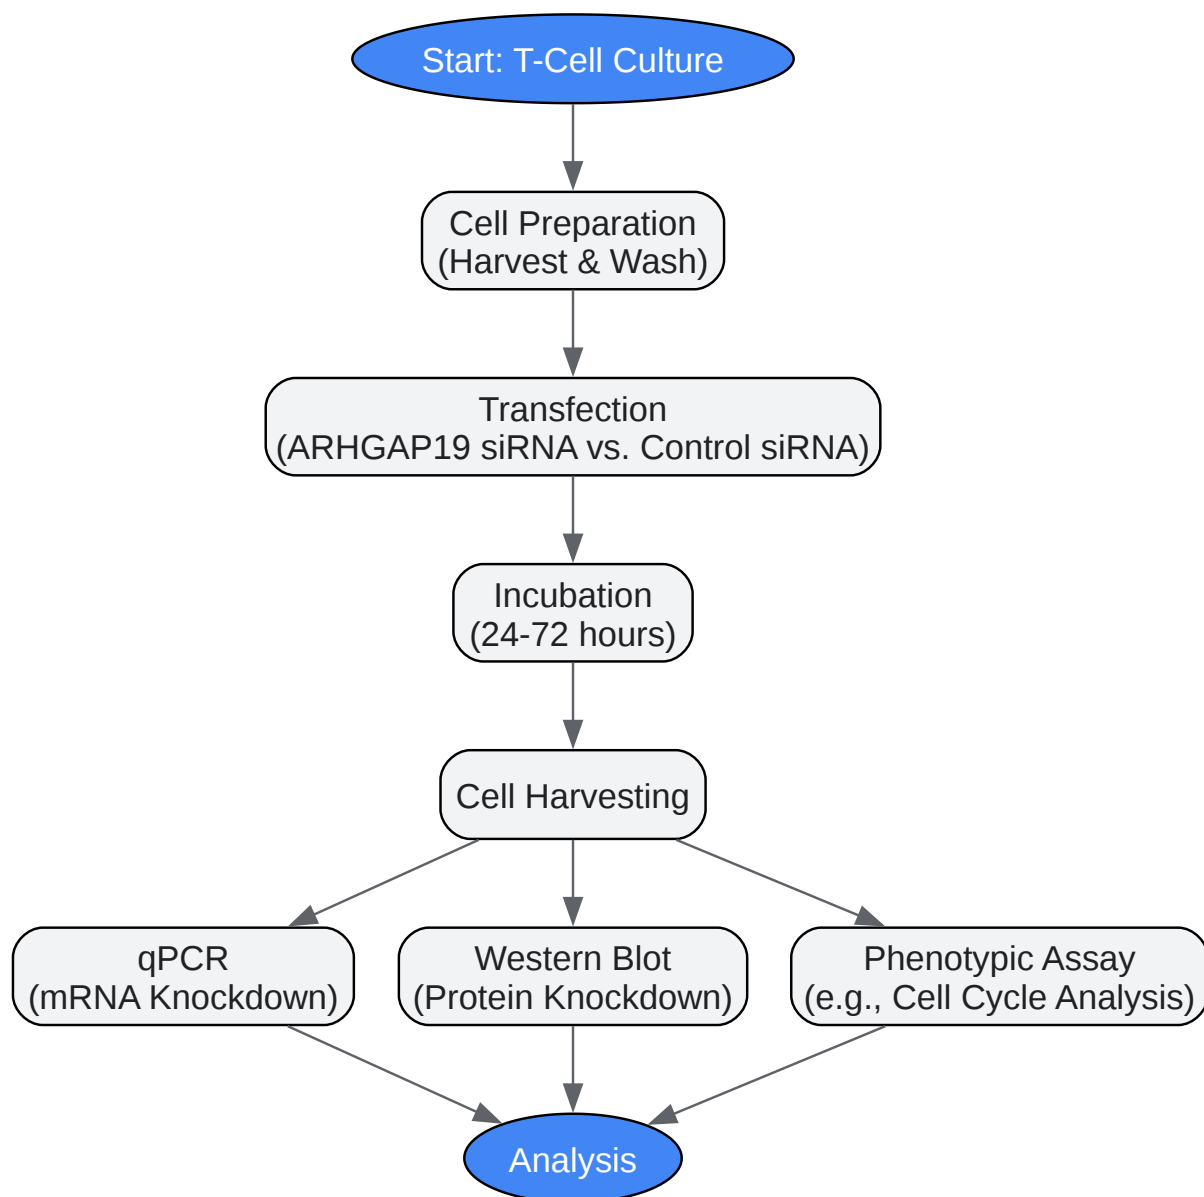 Start: T-Cell Culture
Cell Preparation
(Harvest & Wash)
Transfection
(ARHGAP19 siRNA vs. Control siRNA)
Incubation
(24-72 hours)
Cell Harvesting
qPCR
(mRNA Knockdown)
Western Blot
(Protein Knockdown)
Phenotypic Assay
(e.g., Cell Cycle Analysis)
Analysis